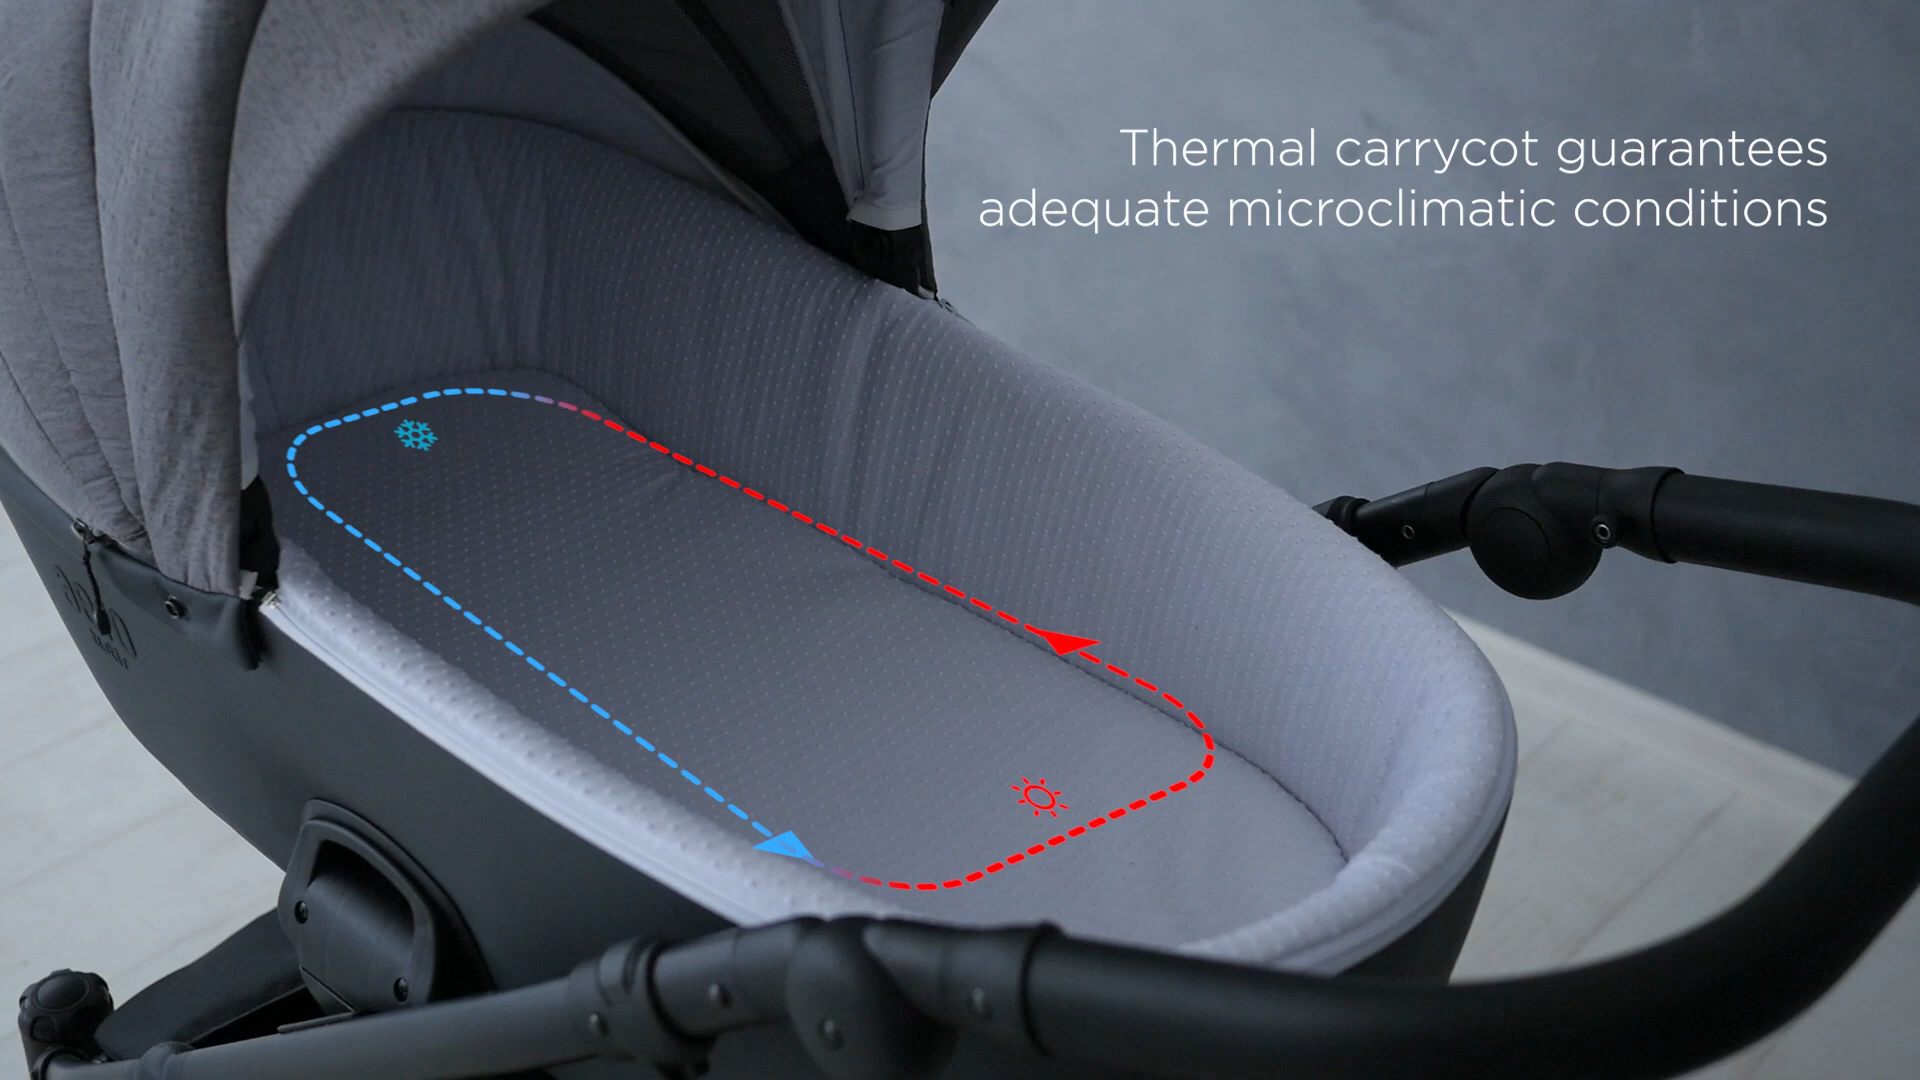 Thermal carrycot guarantees
adequate microclimatic conditions